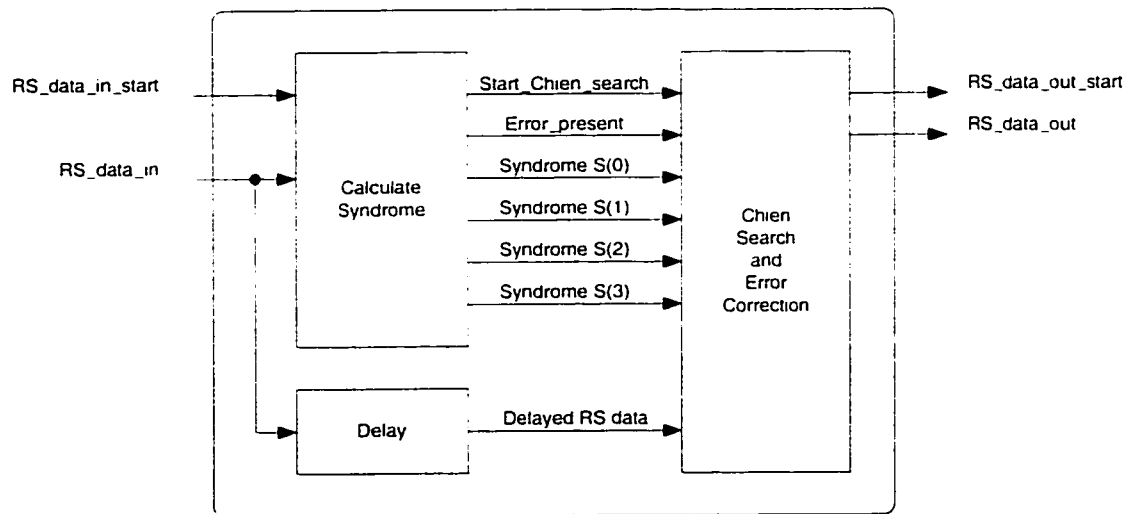 RS_data_in_start
RS_data_in
Calculate
Syndrome
Start_Chien_search
Error_present
Syndrome S(0)
Syndrome S(1)
Syndrome S(2)
Syndrome S(3)
Delay
Delayed RS data
Chien
Search
and
Error
Correction
RS_data_out_start
RS_data_out